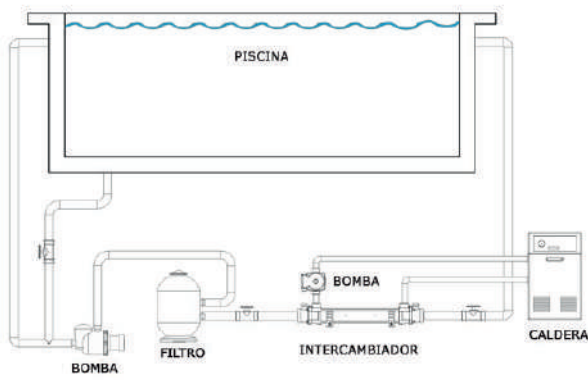 PISCINA
BOMBA
FILTRO
INTERCAMBIADOR
CALDERA
BOMBA